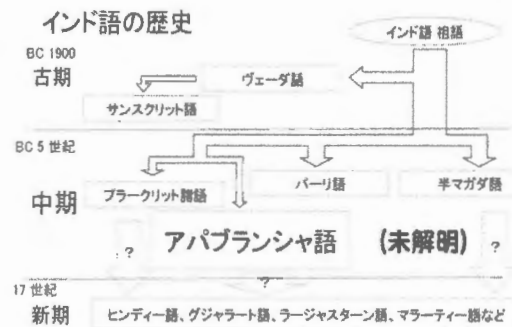 インド語の歴史
インド語 祖語
BC 1900
古期
ヴェーダ語
サンスクリット語
BC 5 世紀
中期
プラークリット諸語
パーリ語
半マガダ語
アパブランシャ語 (未解明)
?
?
?
17 世紀
新期
ヒンディー語、グジャラート語、ラージャスターン語、マラーティー語など